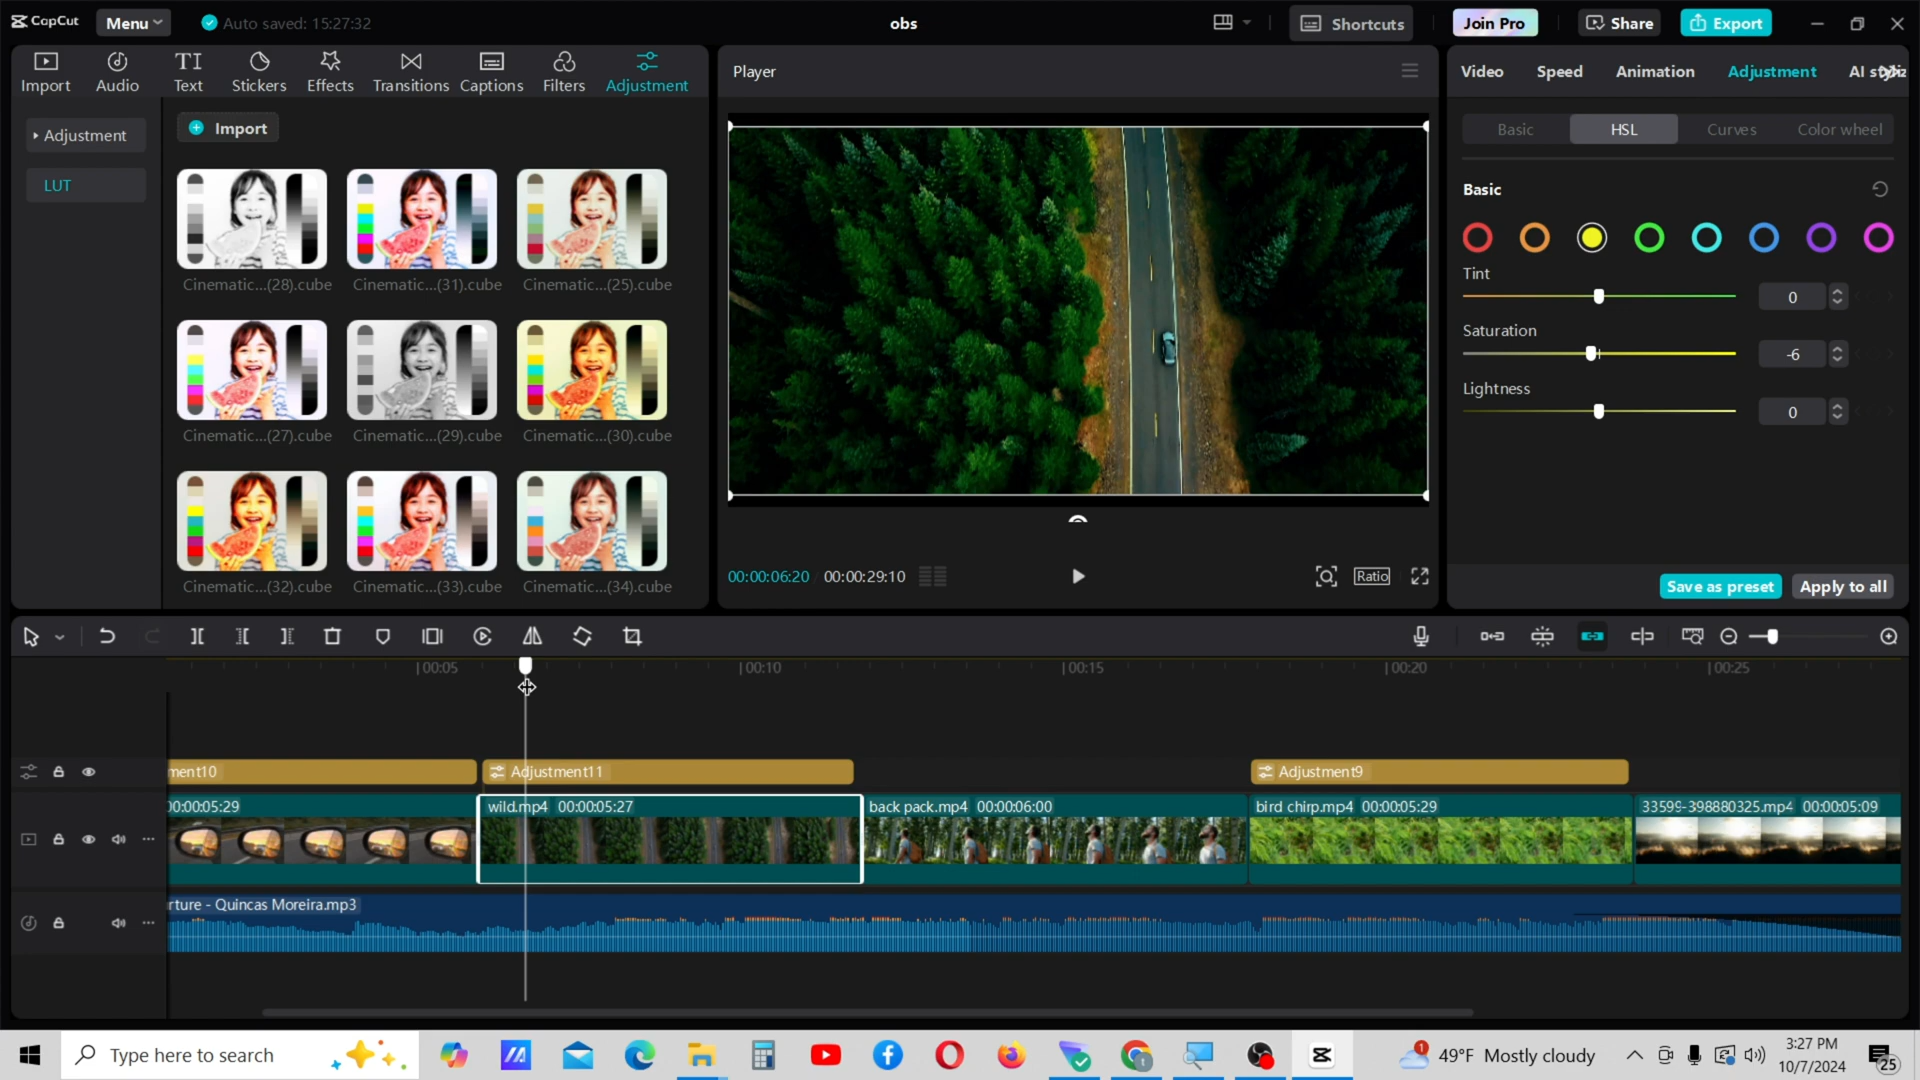 CapCut
Menu
Auto saved: 15:27:32
obs
Shortcuts
Join Pro
Share
Export
Import
Audio
TI
Text
Stickers
Effects
Transitions
Captions
Filters
Adjustment
Player
Video
Speed
Animation
Adjustment
Adjustment
LUT
Import
Cinematic...(28).cube
Cinematic...(31).cube
Cinematic...(25).cube
Cinematic...(27).cube
Cinematic...(29).cube
Cinematic...(30).cube
Cinematic...(32).cube
Cinematic...(33).cube
Cinematic...(34).cube
Basic
HSL
Curves
Color wheel
Basic
Tint
0
Saturation
-6
Lightness
0
00:00:06:20
00:00:29:10
Ratio
Save as preset
Apply to all
00:05
00:10
00:15
00:20
00:25
ment10
Adjustment11
Adjustment9
00:00:05:29
wild.mp4 00:00:05:27
back pack.mp4 00:00:06:00
bird chirp.mp4 00:00:05:29
33599-398880325.mp4 00:00:05:09
rture - Quincas Moreira.mp3
Type here to search
1
49°F Mostly cloudy
3:27 PM
10/7/2024
25